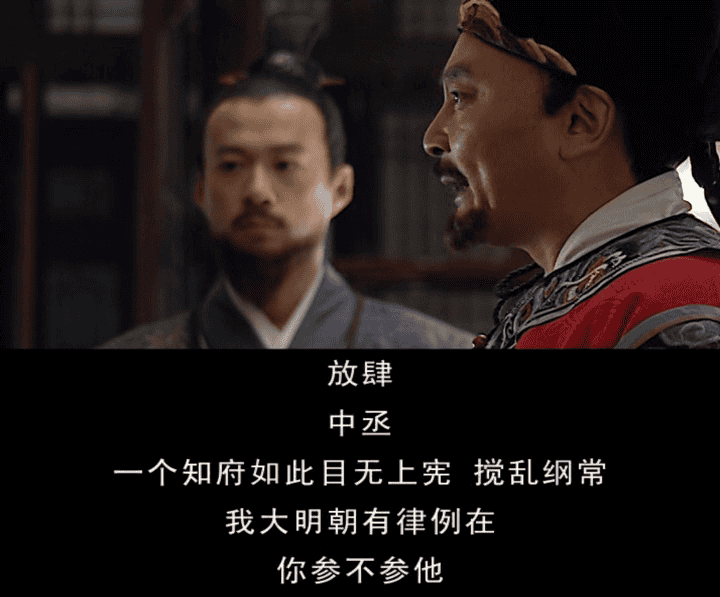 放肆
中丞
一个知府如此目无上宪 搅乱纲常
我大明朝有律例在
你参不参他